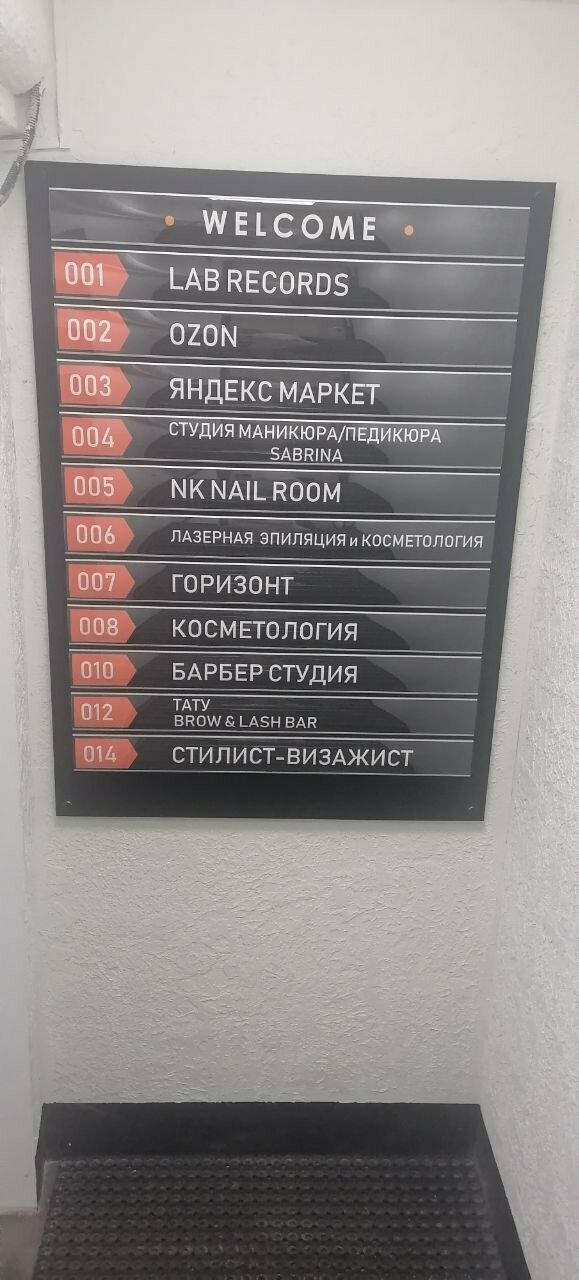 • WELCOME •
001 LAB RECORDS
002 OZON
003 ЯНДЕКС МАРКЕТ
004 СТУДИЯ МАНИКЮРА/ПЕДИКЮРА
SABRINA
005 NK NAIL ROOM
006 ЛАЗЕРНАЯ ЭПИЛЯЦИЯ и КОСМЕТОЛОГИЯ
007 ГОРИЗОНТ
008 КОСМЕТОЛОГИЯ
010 БАРБЕР СТУДИЯ
012 ТАТУ
BROW & LASH BAR
014 СТИЛИСТ-ВИЗАЖИСТ